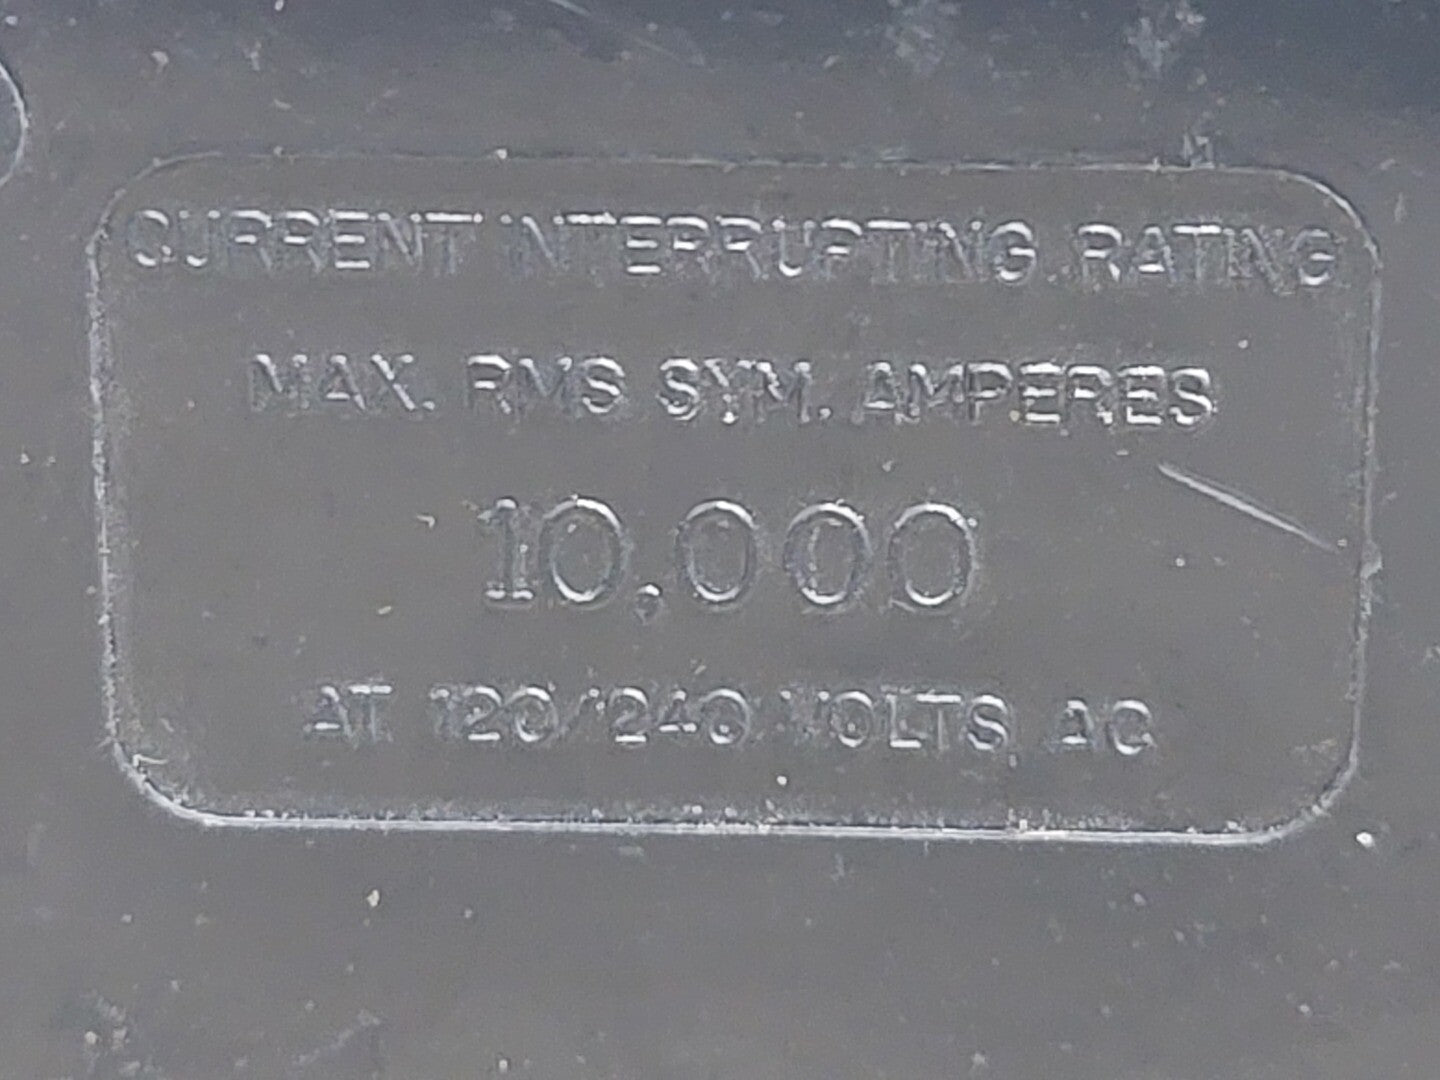 CURRENT INTERRUPTING RATING
MAX. RMS SYM. AMPERES
10,000
AT 120/240 VOLTS AC